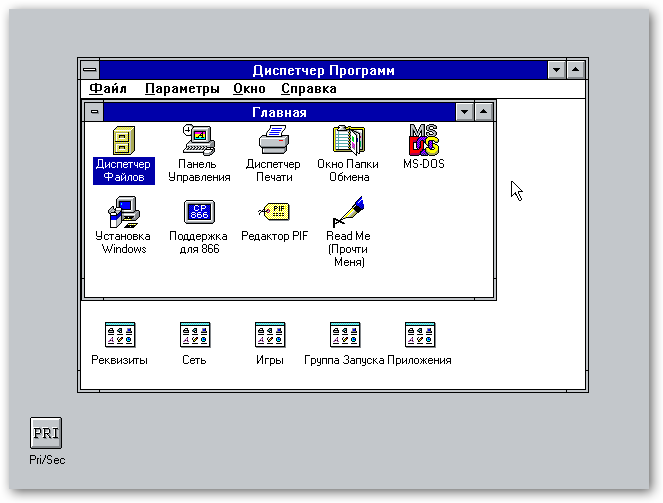 Диспетчер Программ
Файл Параметры Окно Справка
Главная
Диспетчер Файлов
Панель Управления
Диспетчер Печати
Окно Папки Обмена
MS-DOS
MS
DOS
Установка Windows
Поддержка для 866
CP
866
Редактор PIF
PIF
Read Me (Прочти Меня)
Реквизиты
Сеть
Игры
Группа Запуска
Приложения
PRI
Pri/Sec